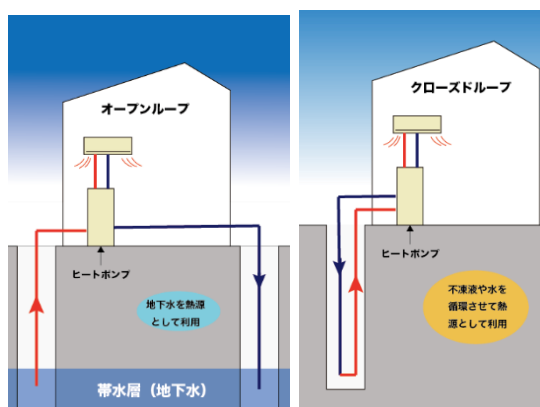 オープンループ
ヒートポンプ
地下水を熱源
として利用
帯水層（地下水）
クローズドループ
ヒートポンプ
不凍液や水を
循環させて熱
源として利用